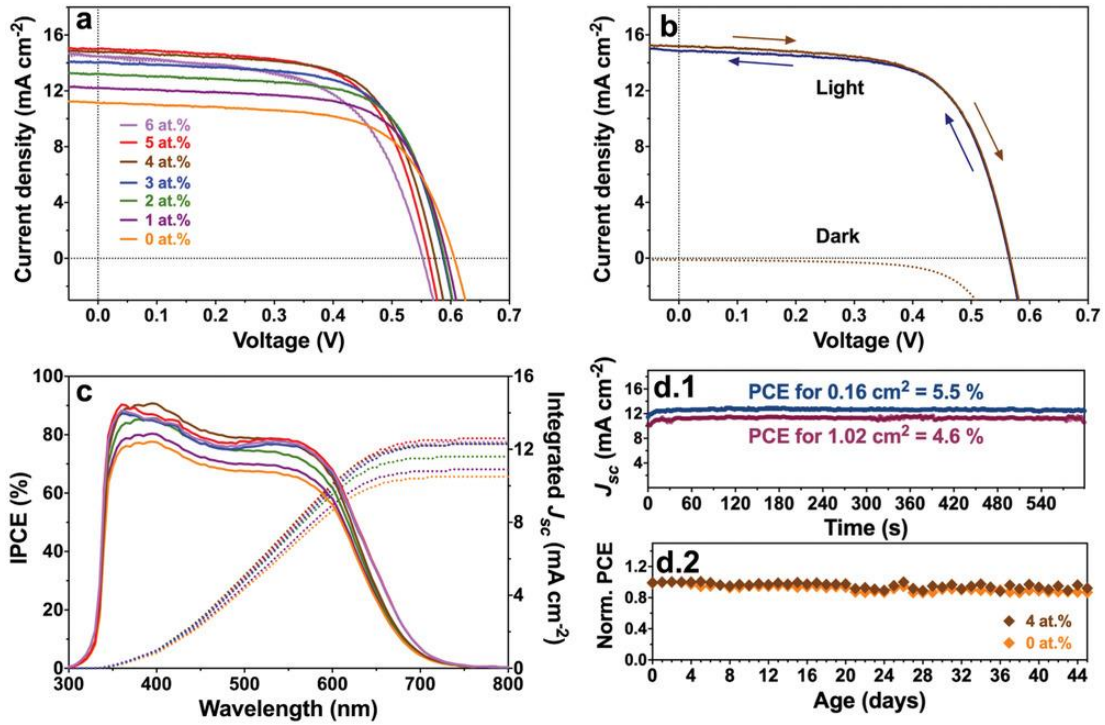 a
Current density (mA cm⁻²)
16
12
8
4
0
6 at.%
5 at.%
4 at.%
3 at.%
2 at.%
1 at.%
0 at.%
0.0 0.1 0.2 0.3 0.4 0.5 0.6 0.7
Voltage (V)
b
Current density (mA cm⁻²)
16
12
8
4
0
Light
Dark
0.0 0.1 0.2 0.3 0.4 0.5 0.6 0.7
Voltage (V)
c
IPCE (%)
100
80
60
40
20
0
16
12
8
4
0
Integrated Jsc (mA cm⁻²)
300 400 500 600 700 800
Wavelength (nm)
d.1
Jsc (mA cm⁻²)
16
12
8
4
PCE for 0.16 cm² = 5.5 %
PCE for 1.02 cm² = 4.6 %
0 60 120 180 240 300 360 420 480 540
Time (s)
d.2
Norm. PCE
1.2
0.8
0.4
0.0
4 at.%
0 at.%
0 4 8 12 16 20 24 28 32 36 40 44
Age (days)